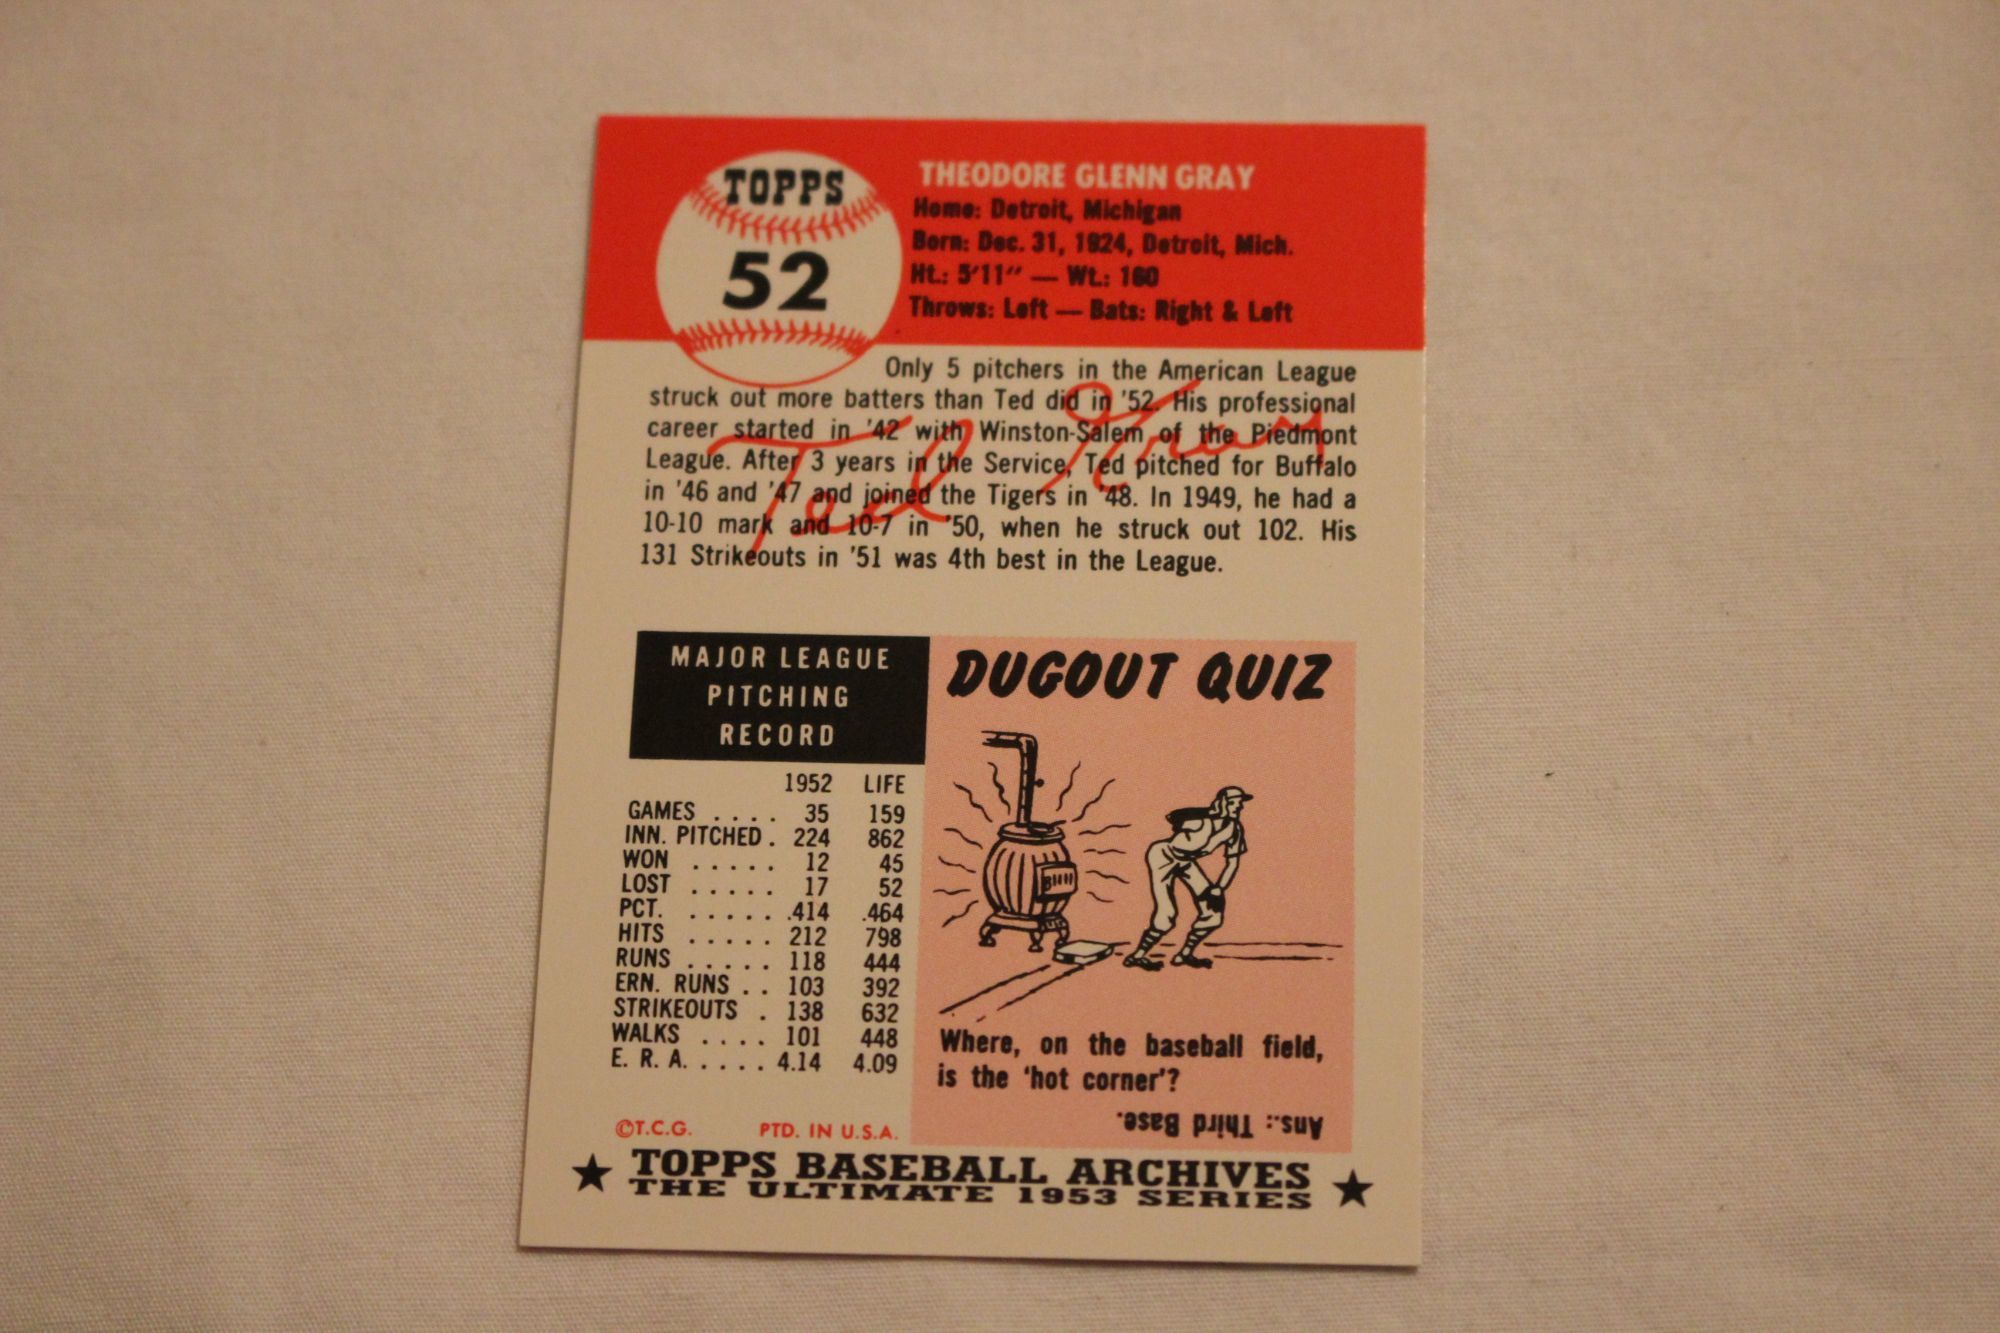 TOPPS
52
THEODORE GLENN GRAY
Home: Detroit, Michigan
Born: Dec. 31, 1924, Detroit, Mich.
Ht.: 5'11" — Wt.: 160
Throws: Left — Bats: Right & Left
Only 5 pitchers in the American League
struck out more batters than Ted did in '52. His professional
career started in '42 with Winston-Salem of the Piedmont
League. After 3 years in the Service, Ted pitched for Buffalo
in '46 and '47 and joined the Tigers in '48. In 1949, he had a
10-10 mark and 10-7 in '50, when he struck out 102. His
131 Strikeouts in '51 was 4th best in the League.
Ted Gray
MAJOR LEAGUE
PITCHING
RECORD
1952 LIFE
GAMES .... 35 159
INN. PITCHED . 224 862
WON ..... 12 45
LOST ..... 17 52
PCT. ..... .414 .464
HITS ..... 212 798
RUNS ..... 118 444
ERN. RUNS .. 103 392
STRIKEOUTS . 138 632
WALKS .... 101 448
E. R. A. .... 4.14 4.09
DUGOUT QUIZ
Where, on the baseball field,
is the 'hot corner'?
Ans.: Third Base.
©T.C.G. PTD. IN U.S.A.
★ TOPPS BASEBALL ARCHIVES ★
THE ULTIMATE 1953 SERIES